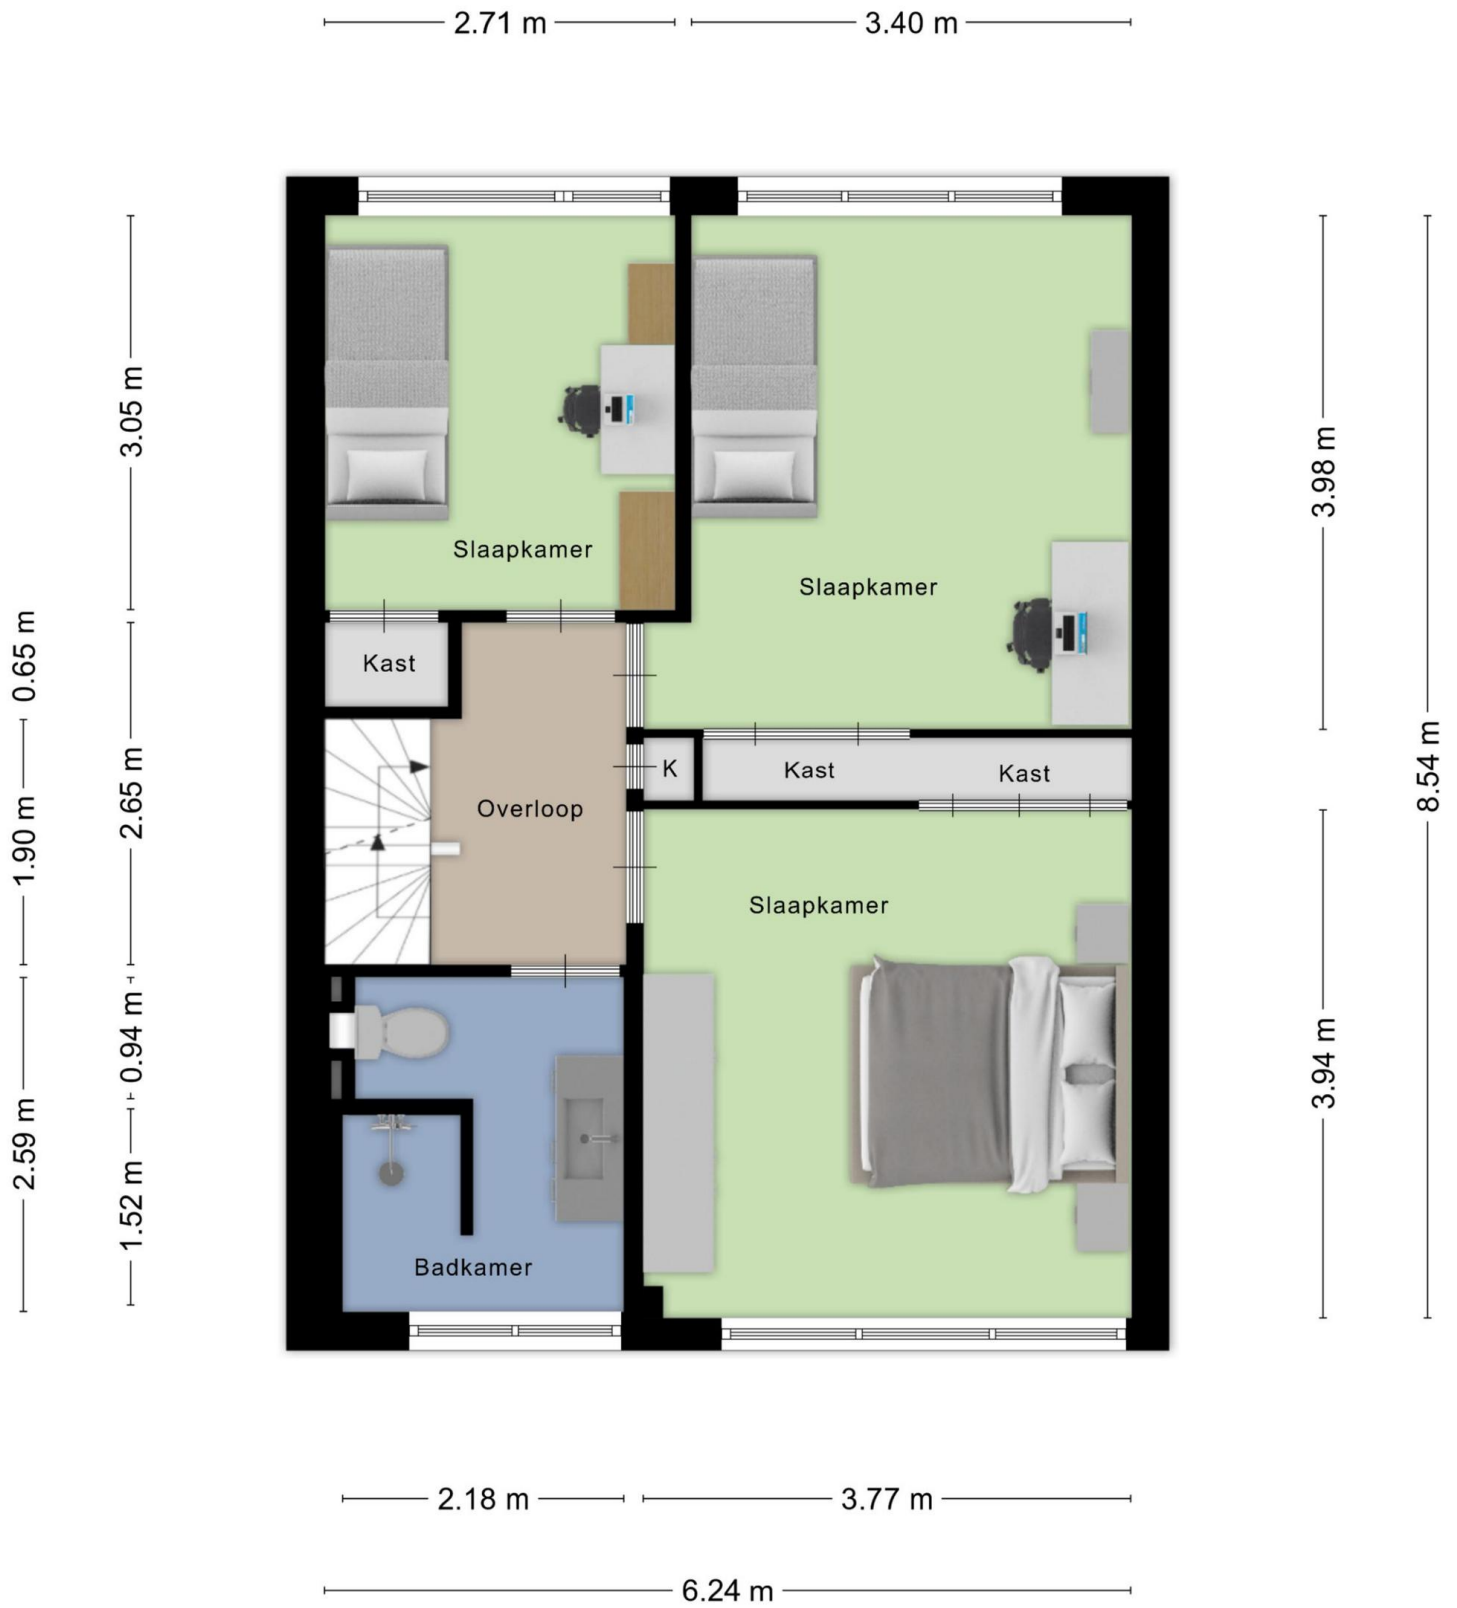 2.71 m
3.40 m
3.05 m
3.98 m
8.54 m
Slaapkamer
Slaapkamer
0.65 m
Kast
2.65 m
1.90 m
K
Kast
Kast
Overloop
Slaapkamer
0.94 m
2.59 m
1.52 m
3.94 m
Badkamer
2.18 m
3.77 m
6.24 m